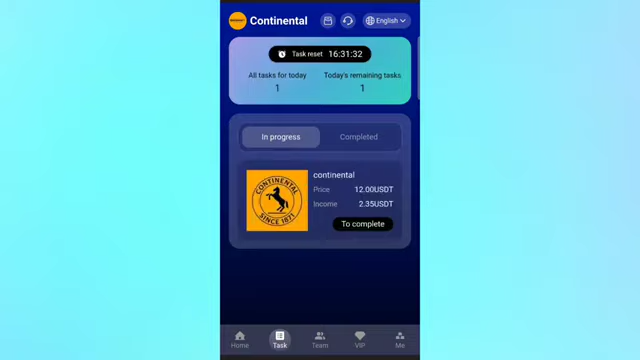 Continental
English
Task reset 16:31:32
All tasks for today
Today's remaining tasks
1
1
In progress
Completed
CONTINENTAL
SINCE 1871
continental
Price 12.00USDT
Income 2.35USDT
To complete
Home
Task
Team
VIP
Me